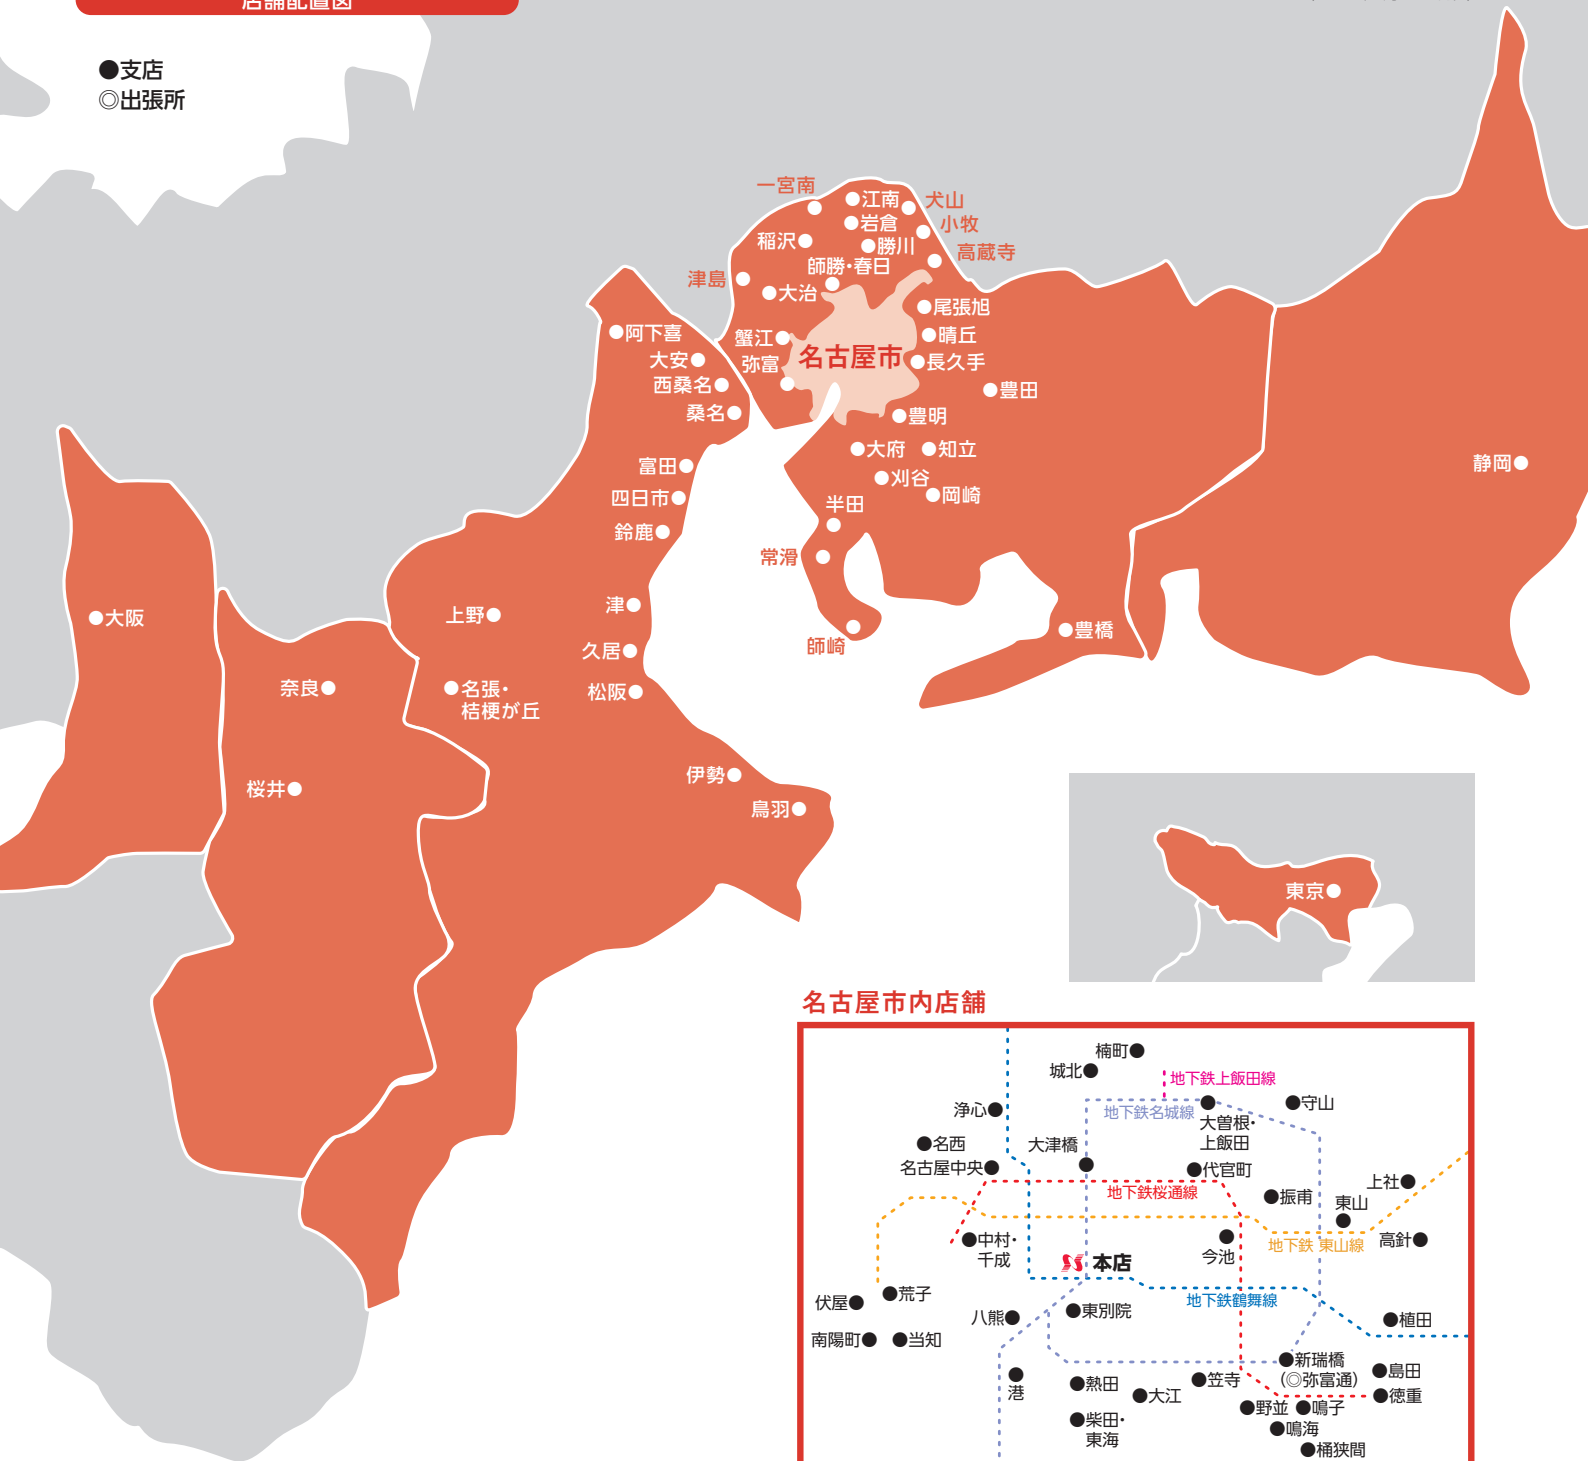 店舗配置図
●支店
◎出張所
一宮南
江南
犬山
岩倉
小牧
稲沢
勝川
高蔵寺
師勝・春日
津島
大治
尾張旭
阿下喜
蟹江
晴丘
名古屋市
大安
弥富
長久手
西桑名
豊田
桑名
豊明
大府
知立
富田
刈谷
静岡
四日市
半田
岡崎
鈴鹿
常滑
津
上野
大阪
豊橋
師崎
久居
奈良
名張・
桔梗が丘
松阪
伊勢
桜井
鳥羽
東京
名古屋市内店舗
楠町
城北
地下鉄上飯田線
浄心
地下鉄名城線
守山
大曽根・
上飯田
名西
大津橋
名古屋中央
代官町
上社
地下鉄桜通線
振甫
東山
中村・
千成
今池
地下鉄 東山線
高針
本店
伏屋
荒子
地下鉄鶴舞線
八熊
東別院
植田
南陽町
当知
新瑞橋
(◎弥富通)
島田
港
熱田
笠寺
大江
徳重
野並
鳴子
柴田・
東海
鳴海
桶狭間